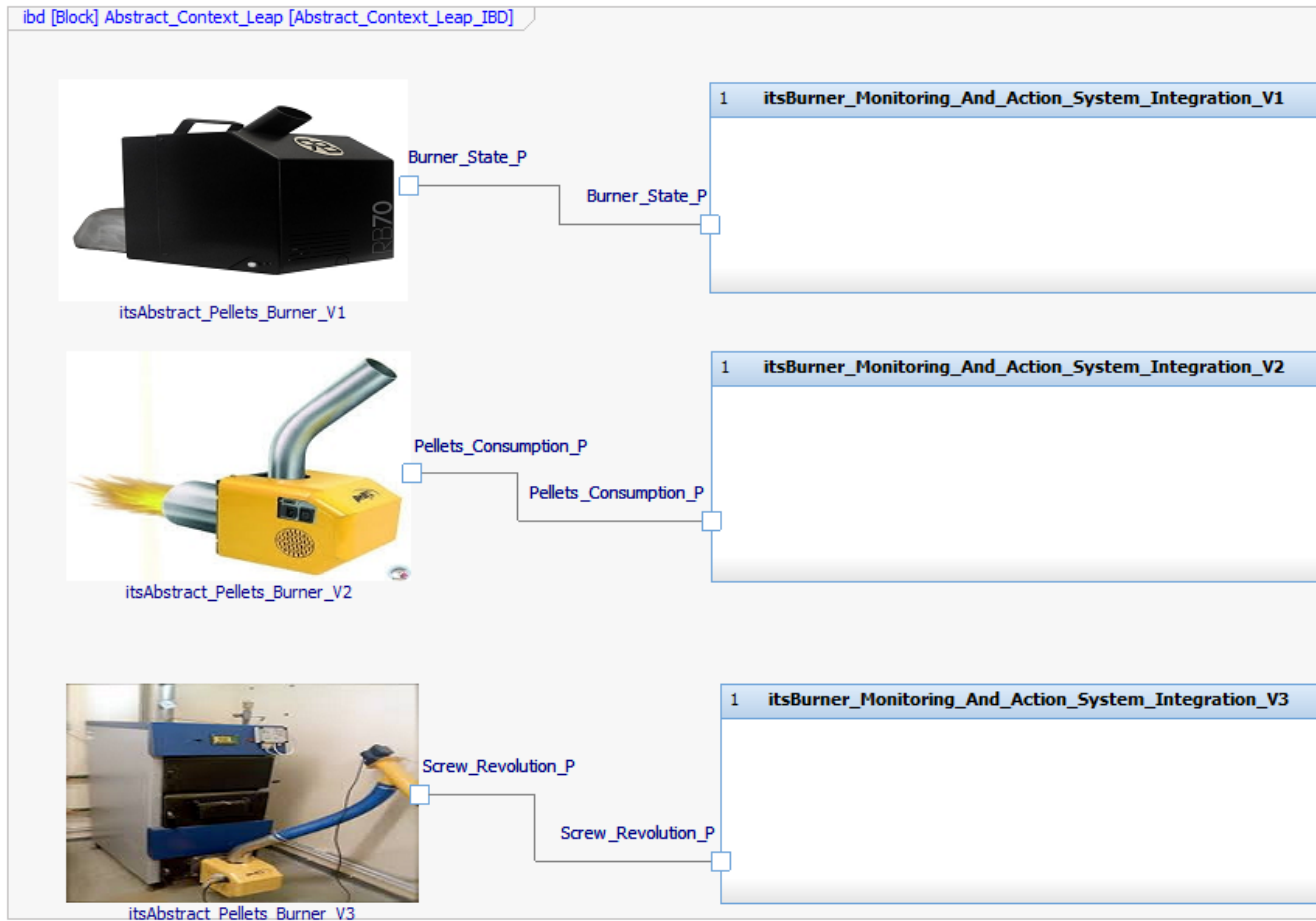 ibd [Block] Abstract_Context_Leap [Abstract_Context_Leap_IBD]
1 itsBurner_Monitoring_And_Action_System_Integration_V1
Burner_State_P
Burner_State_P
RB70
itsAbstract_Pellets_Burner_V1
1 itsBurner_Monitoring_And_Action_System_Integration_V2
Pellets_Consumption_P
Pellets_Consumption_P
itsAbstract_Pellets_Burner_V2
1 itsBurner_Monitoring_And_Action_System_Integration_V3
Screw_Revolution_P
Screw_Revolution_P
itsAbstract_Pellets_Burner_V3